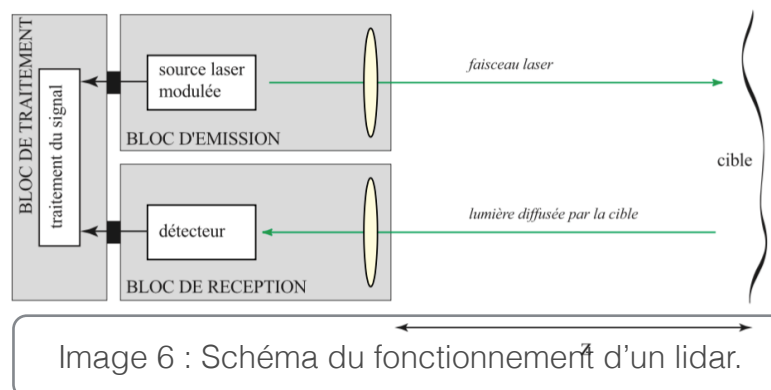 BLOC DE TRAITEMENT
traitement du signal
source laser
modulée
BLOC D'EMISSION
faisceau laser
cible
détecteur
BLOC DE RECEPTION
lumière diffusée par la cible
Z
Image 6 : Schéma du fonctionnement d'un lidar.